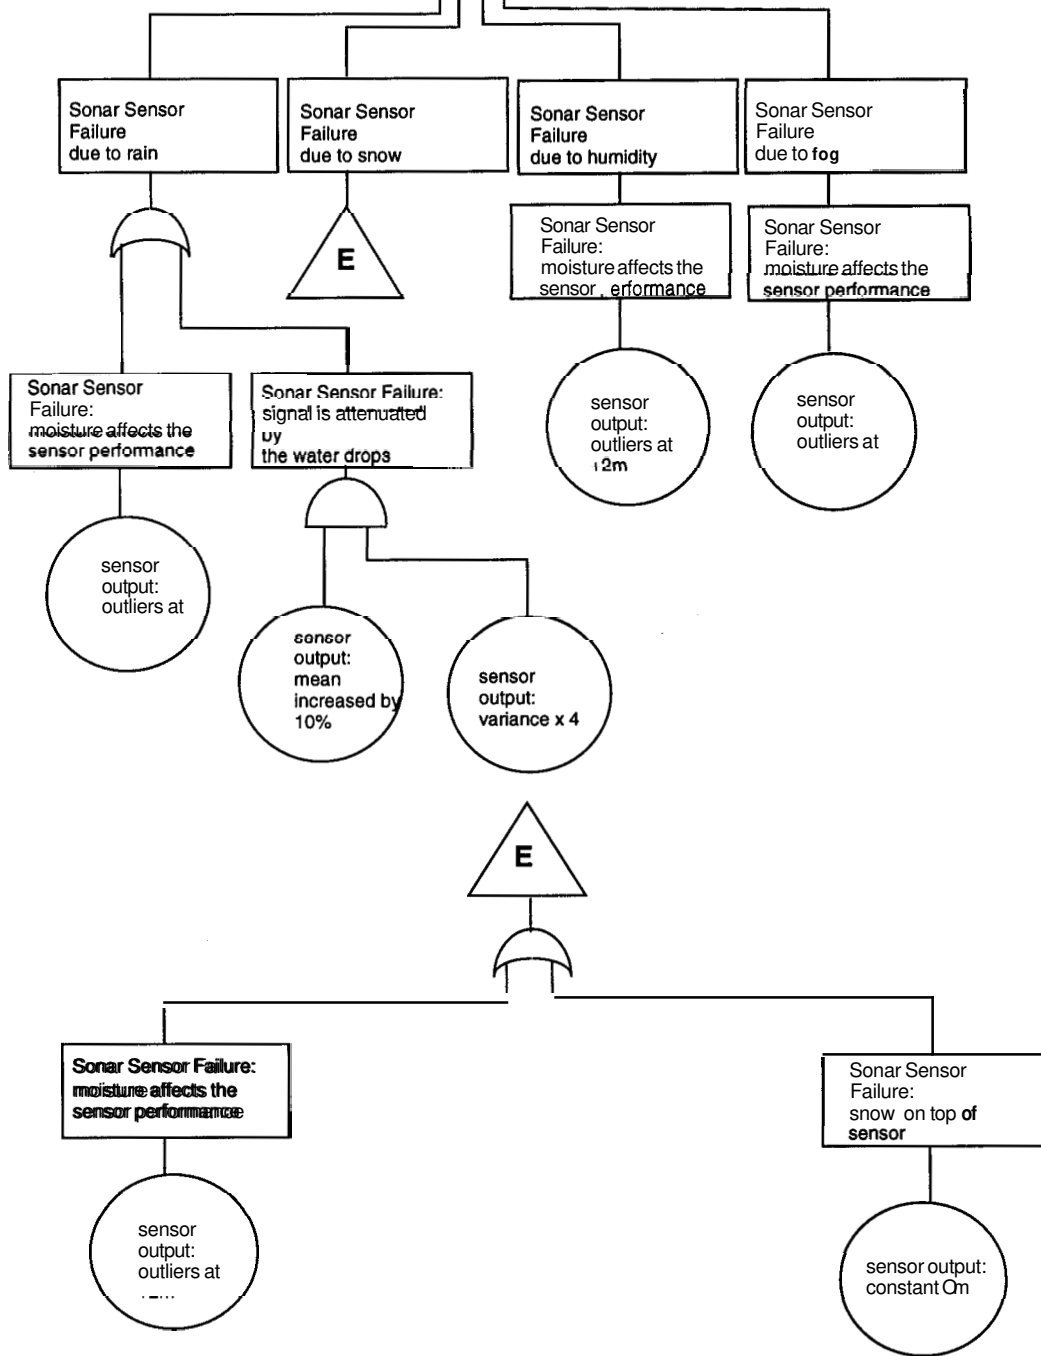 Sonar Sensor
Failure
due to rain
Sonar Sensor
Failure
due to snow
Sonar Sensor
Failure
due to humidity
Sonar Sensor
Failure
due to fog
E
Sonar Sensor
Failure:
moisture affects the
sensor
Sonar Sensor
Failure:
moisture affects the
sensor performance
Sonar Sensor
Failure:
moisture affects the
sensor performance
Sonar Sensor Failure:
signal is attenuated
by
the water drops
sensor
output:
outliers at
sensor
output:
outliers at
sensor
output:
outliers at
sensor
output:
mean
increased by
10%
sensor
output:
variance x 4
E
Sonar Sensor Failure:
moisture affects the
sensor performance
Sonar Sensor
Failure:
snow on top of
sensor
sensor
output:
outliers at
sensor output:
constant 0m